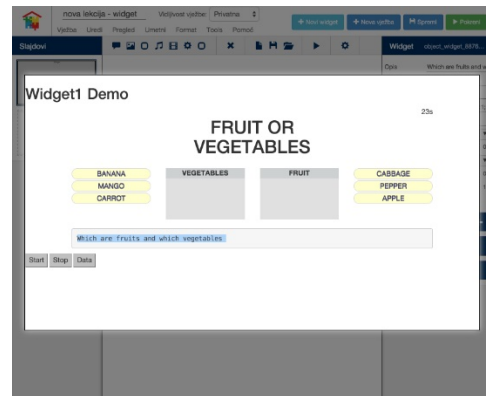 nova lekcija - widget
Vidljivost vježbe: Privatna
+ Novi widget
+ Nova vježba
Spremi
Pokreni
Vježbe Uredi Pregled Umetni Format Tools Pomoć
Slajdovi
Widget
Opis
Which are fruits and
Widget1 Demo
23s
FRUIT OR
VEGETABLES
BANANA
MANGO
CARROT
VEGETABLES
FRUIT
CABBAGE
PEPPER
APPLE
Which are fruits and which vegetables
Start Stop Data